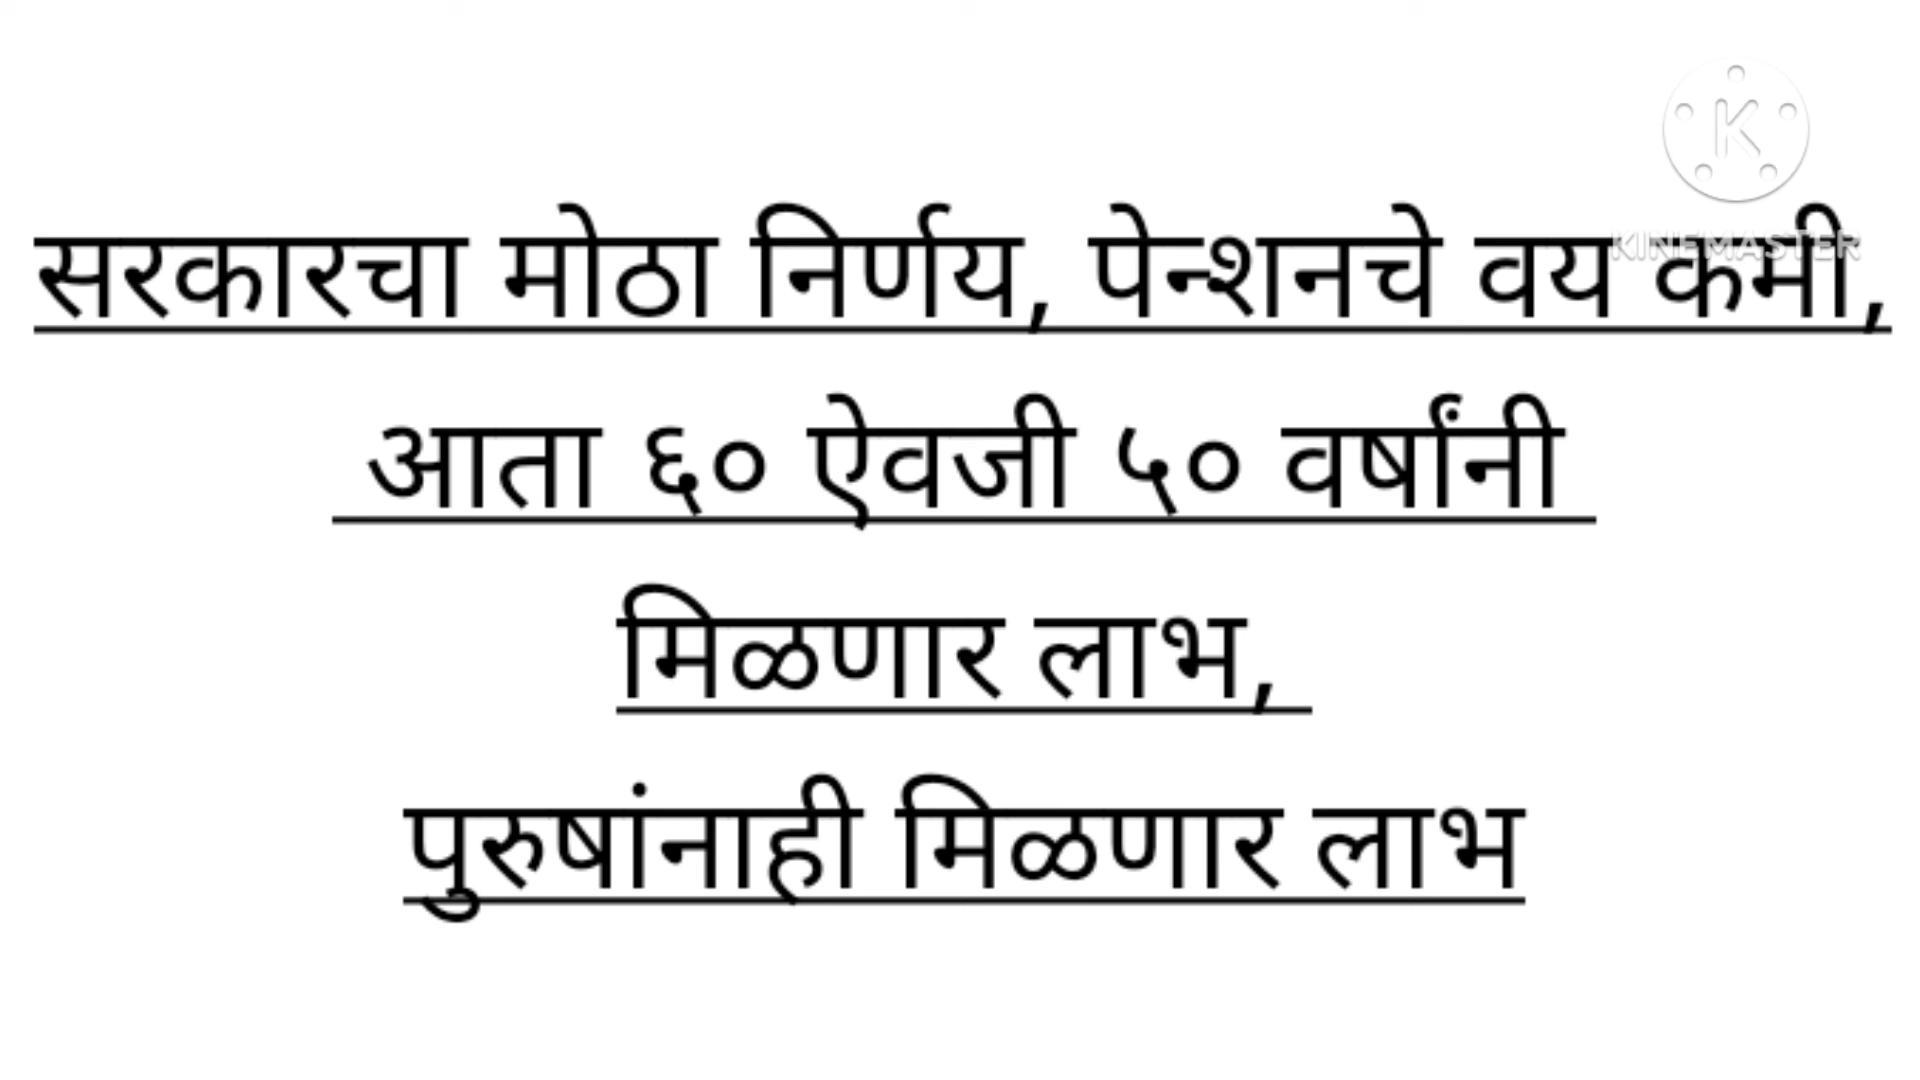 KINEMASTER
सरकारचा मोठा निर्णय, पेन्शनचे वय कमी,
आता ६० ऐवजी ५० वर्षांनी
मिळणार लाभ,
पुरुषांनाही मिळणार लाभ